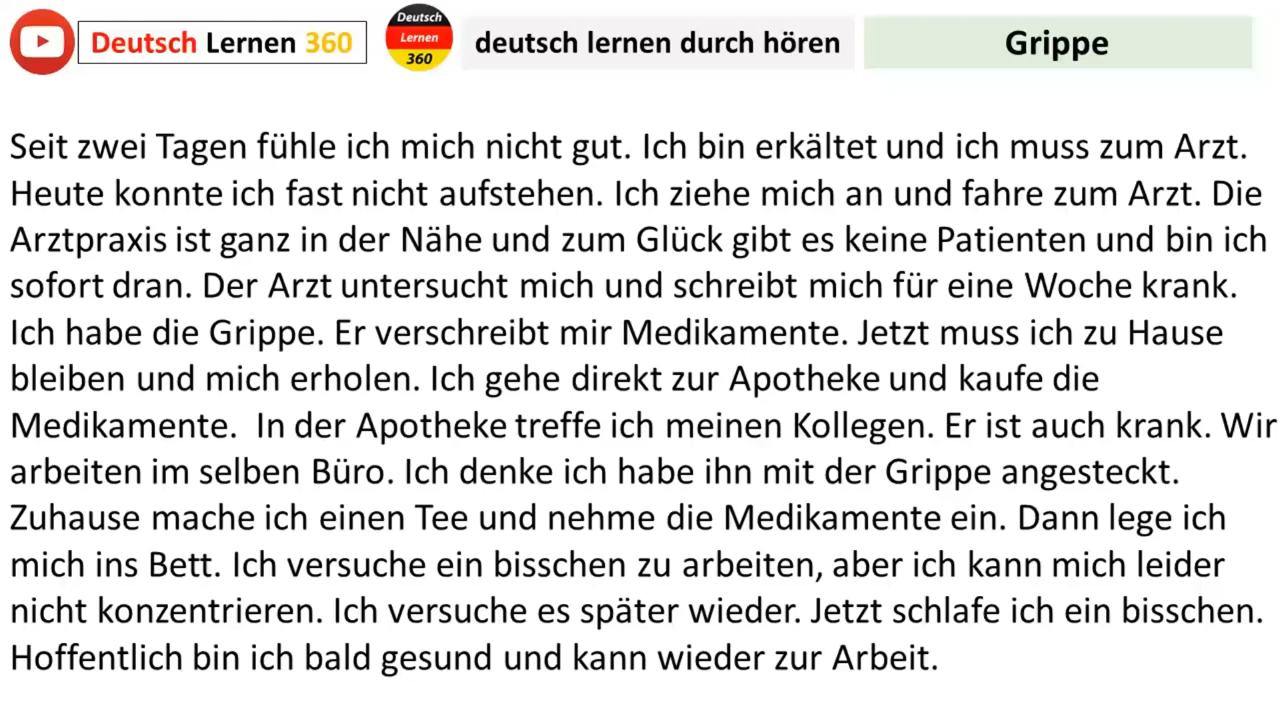 Deutsch Lernen 360
Deutsch
Lernen
360
deutsch lernen durch hören
Grippe
Seit zwei Tagen fühle ich mich nicht gut. Ich bin erkältet und ich muss zum Arzt.
Heute konnte ich fast nicht aufstehen. Ich ziehe mich an und fahre zum Arzt. Die
Arztpraxis ist ganz in der Nähe und zum Glück gibt es keine Patienten und bin ich
sofort dran. Der Arzt untersucht mich und schreibt mich für eine Woche krank.
Ich habe die Grippe. Er verschreibt mir Medikamente. Jetzt muss ich zu Hause
bleiben und mich erholen. Ich gehe direkt zur Apotheke und kaufe die
Medikamente.  In der Apotheke treffe ich meinen Kollegen. Er ist auch krank. Wir
arbeiten im selben Büro. Ich denke ich habe ihn mit der Grippe angesteckt.
Zuhause mache ich einen Tee und nehme die Medikamente ein. Dann lege ich
mich ins Bett. Ich versuche ein bisschen zu arbeiten, aber ich kann mich leider
nicht konzentrieren. Ich versuche es später wieder. Jetzt schlafe ich ein bisschen.
Hoffentlich bin ich bald gesund und kann wieder zur Arbeit.